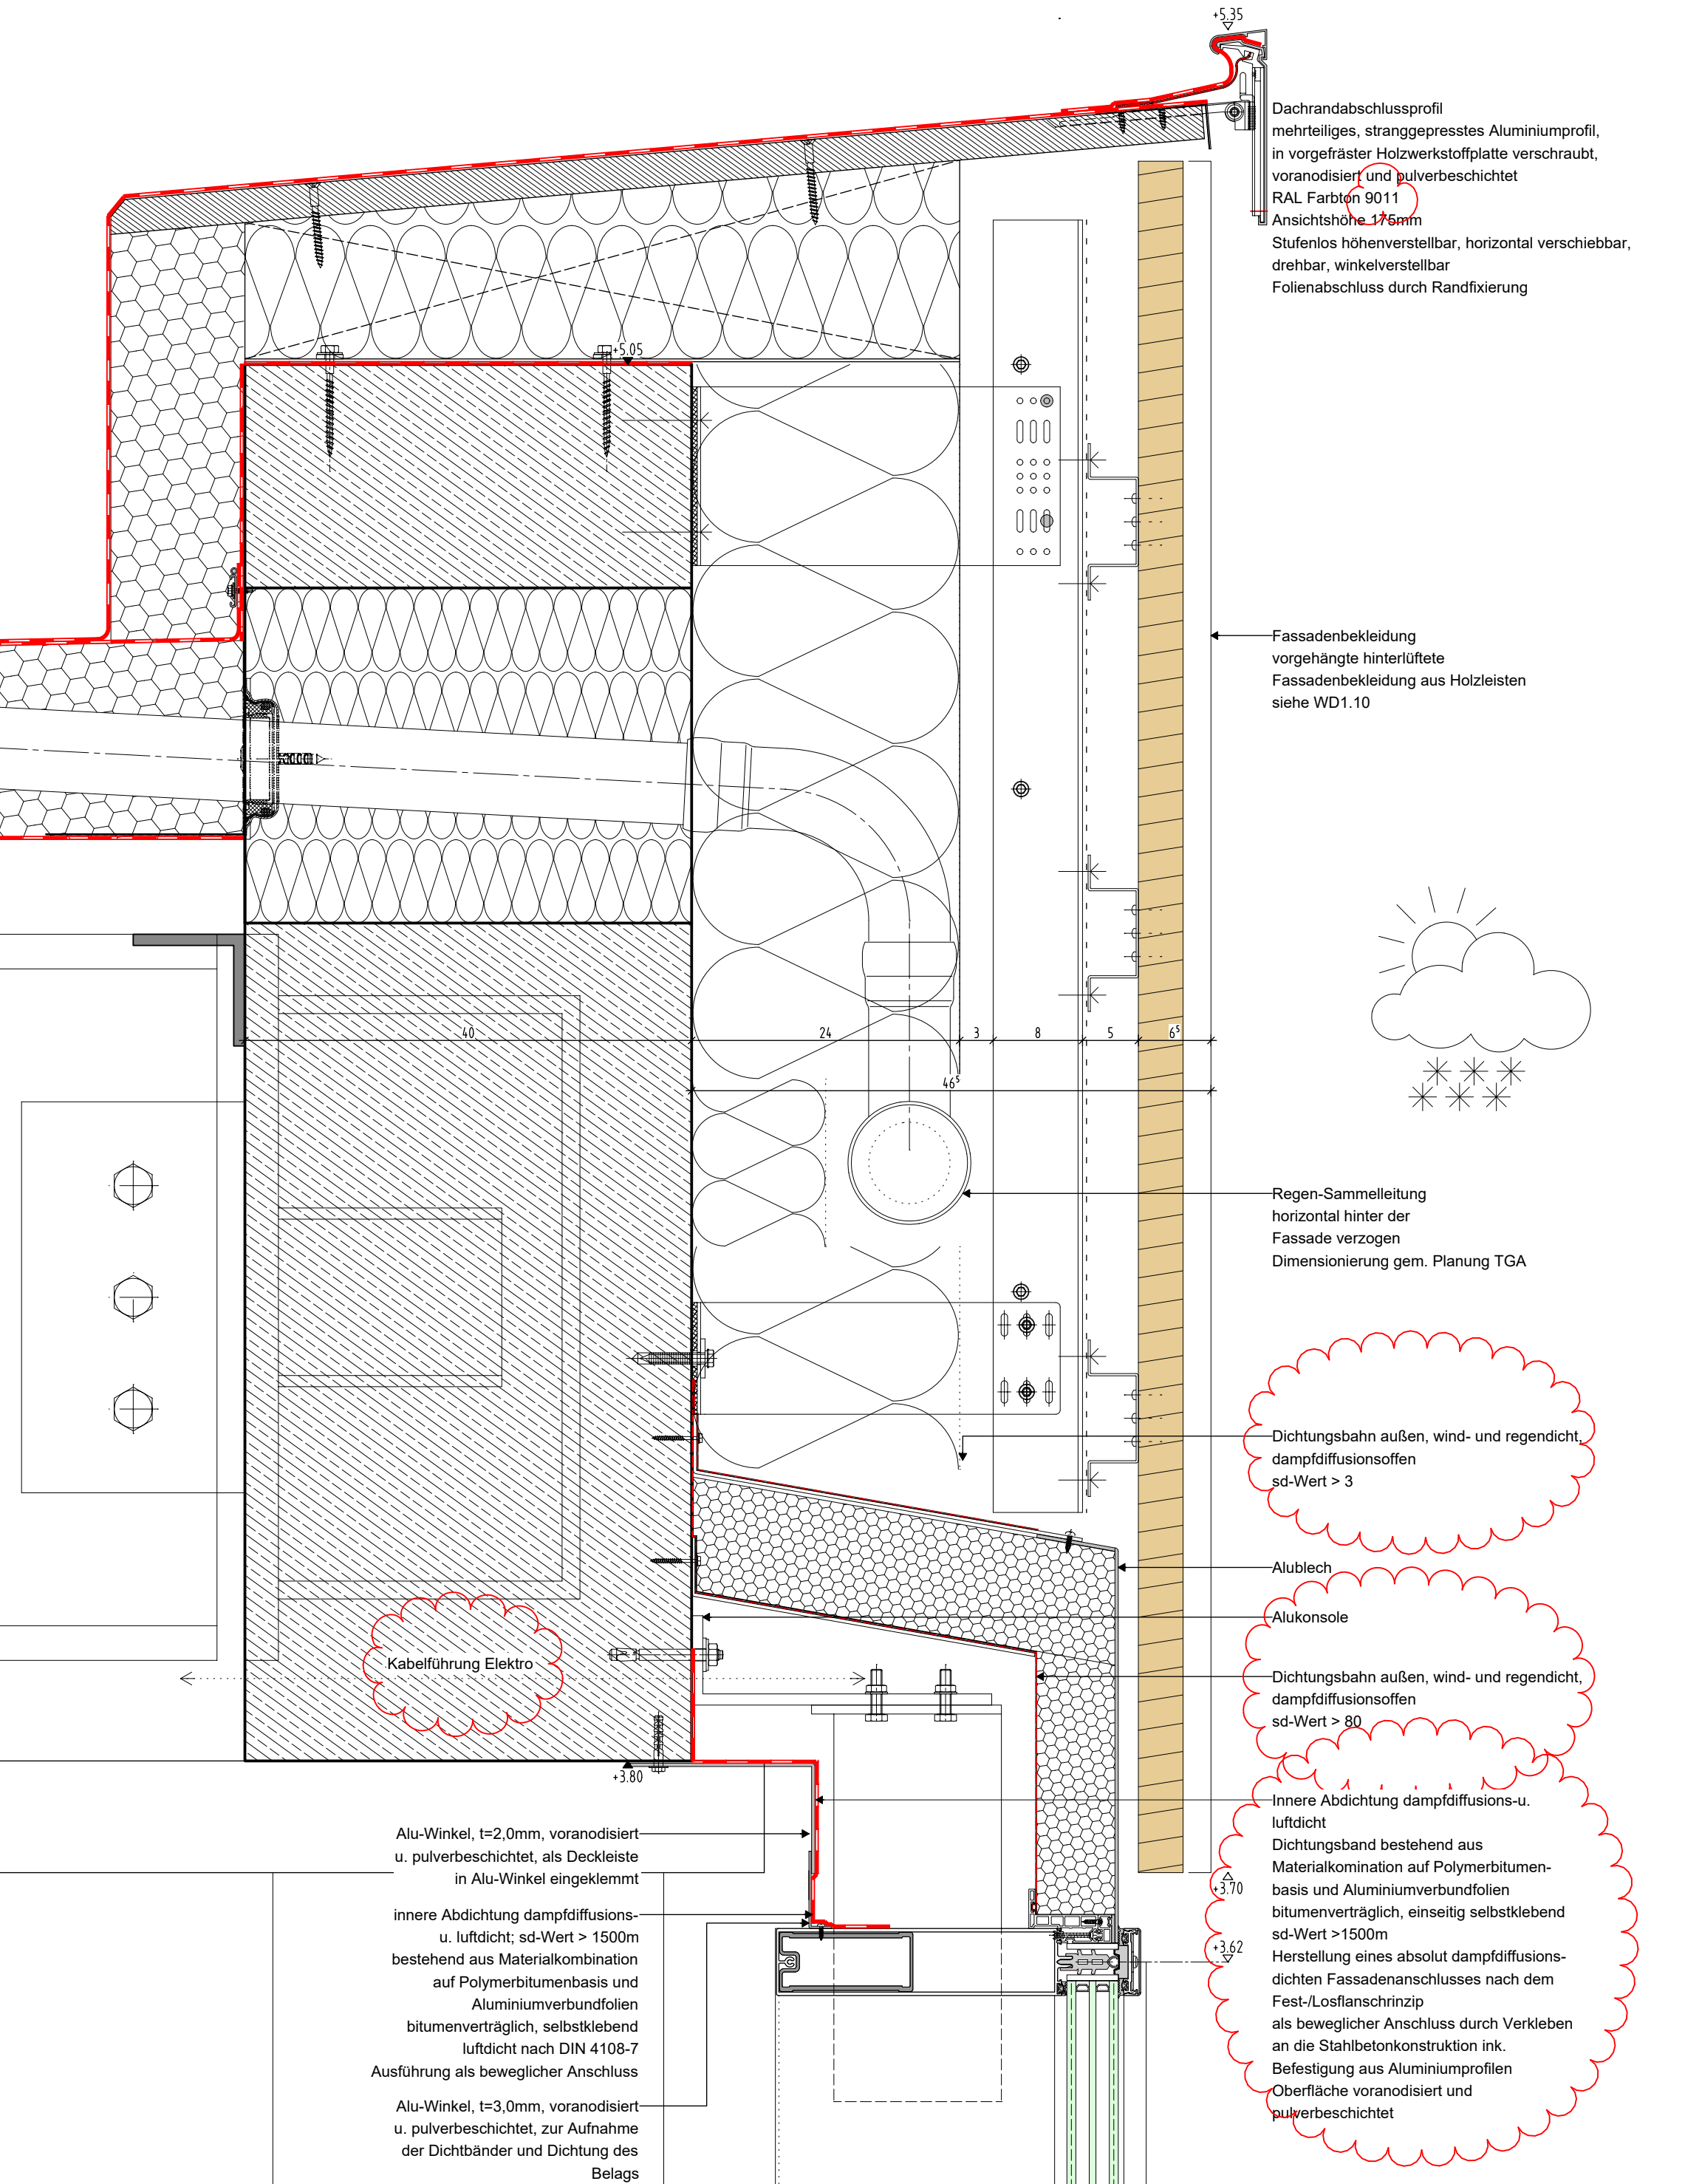 +5.35
Dachrandabschlussprofil
mehrteiliges, stranggepresstes Aluminiumprofil,
in vorgefräster Holzwerkstoffplatte verschraubt,
voranodisiert und pulverbeschichtet
RAL Farbton 9011
Ansichtshöhe 175mm
Stufenlos höhenverstellbar, horizontal verschiebbar,
drehbar, winkelverstellbar
Folienabschluss durch Randfixierung
+5.05
Fassadenbekleidung
vorgehängte hinterlüftete
Fassadenbekleidung aus Holzleisten
siehe WD1.10
40 24 3 8 5 6⁵
46⁵
Regen-Sammelleitung
horizontal hinter der
Fassade verzogen
Dimensionierung gem. Planung TGA
Dichtungsbahn außen, wind- und regendicht,
dampfdiffusionsoffen
sd-Wert > 3
Alublech
Alukonsole
Kabelführung Elektro
Dichtungsbahn außen, wind- und regendicht,
dampfdiffusionsoffen
sd-Wert > 80
+3.80
Innere Abdichtung dampfdiffusions-u.
luftdicht
Dichtungsband bestehend aus
Materialkomination auf Polymerbitumen-
basis und Aluminiumverbundfolien
bitumenverträglich, einseitig selbstklebend
sd-Wert >1500m
Herstellung eines absolut dampfdiffusions-
dichten Fassadenanschlusses nach dem
Fest-/Losflanschrinzip
als beweglicher Anschluss durch Verkleben
an die Stahlbetonkonstruktion ink.
Befestigung aus Aluminiumprofilen
Oberfläche voranodisiert und
pulverbeschichtet
+3.70
+3.62
Alu-Winkel, t=2,0mm, voranodisiert
u. pulverbeschichtet, als Deckleiste
in Alu-Winkel eingeklemmt
innere Abdichtung dampfdiffusions-
u. luftdicht; sd-Wert > 1500m
bestehend aus Materialkombination
auf Polymerbitumenbasis und
Aluminiumverbundfolien
bitumenverträglich, selbstklebend
luftdicht nach DIN 4108-7
Ausführung als beweglicher Anschluss
Alu-Winkel, t=3,0mm, voranodisiert
u. pulverbeschichtet, zur Aufnahme
der Dichtbänder und Dichtung des
Belags